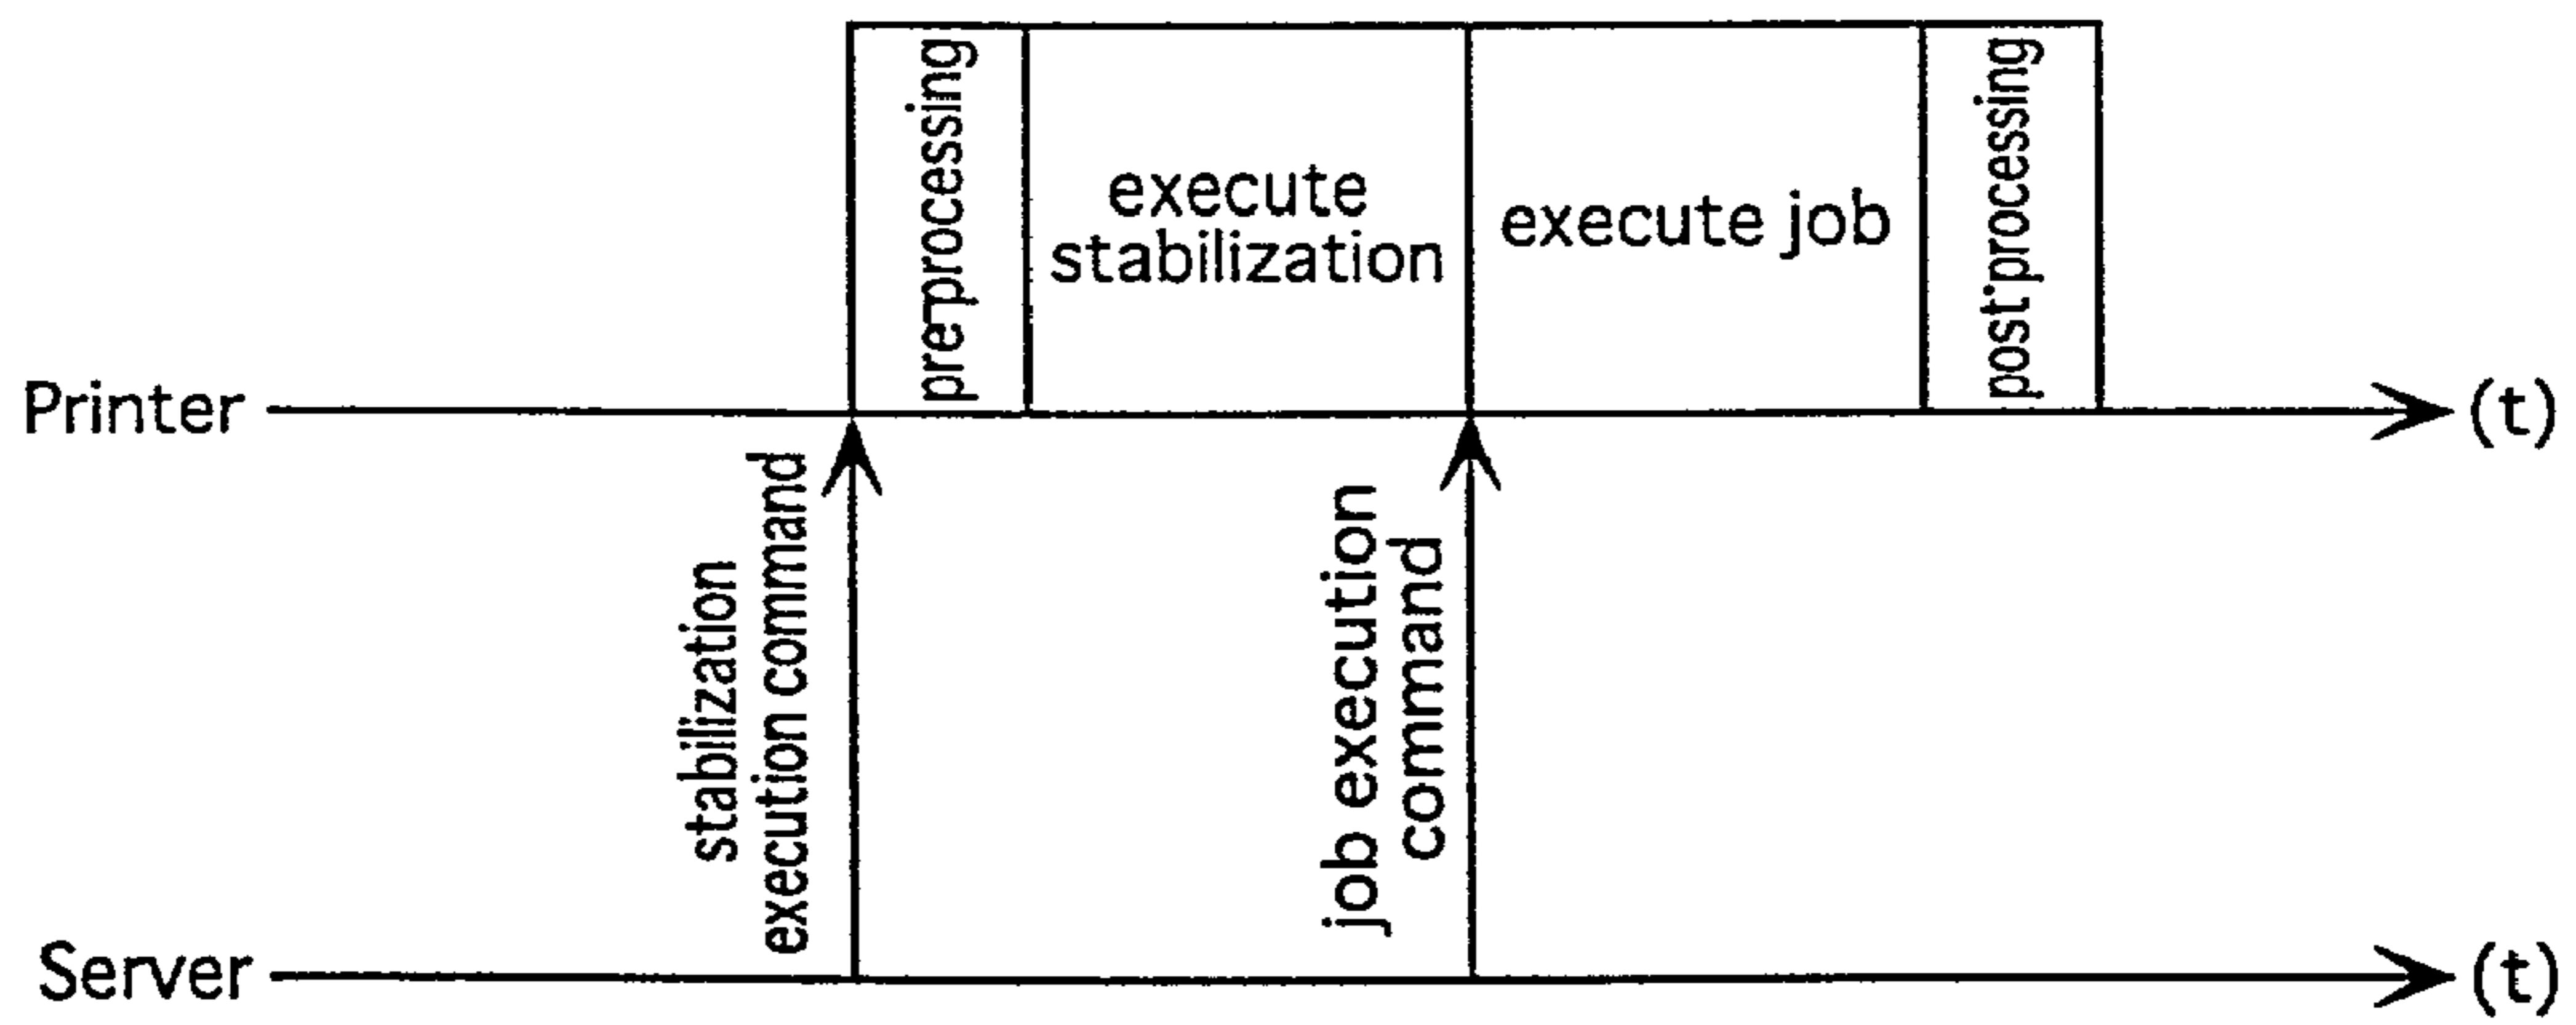 pre-processing
execute
stabilization
execute job
post-processing
Printer
(t)
stabilization
execution command
job execution
command
Server
(t)